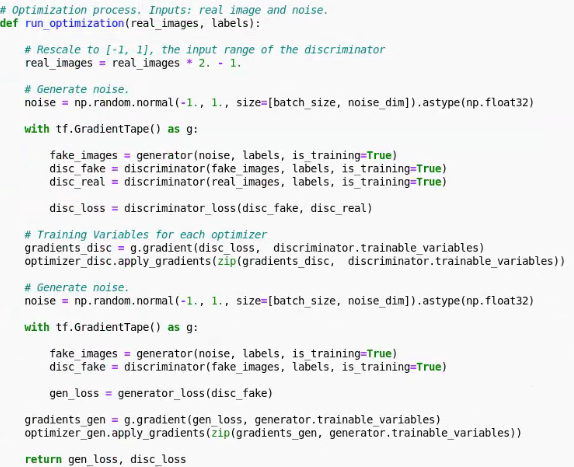 # Optimization process. Inputs: real image and noise.
def run_optimization(real_images, labels):
# Rescale to [-1, 1], the input range of the discriminator
real_images = real_images * 2. - 1.
# Generate noise.
noise = np.random.normal(-1., 1., size=[batch_size, noise_dim]).astype(np.float32)
with tf.GradientTape() as g:
fake_images = generator(noise, labels, is_training=True)
disc_fake = discriminator(fake_images, labels, is_training=True)
disc_real = discriminator(real_images, labels, is_training=True)
disc_loss = discriminator_loss(disc_fake, disc_real)
# Training Variables for each optimizer
gradients_disc = g.gradient(disc_loss,  discriminator.trainable_variables)
optimizer_disc.apply_gradients(zip(gradients_disc,  discriminator.trainable_variables))
# Generate noise.
noise = np.random.normal(-1., 1., size=[batch_size, noise_dim]).astype(np.float32)
with tf.GradientTape() as g:
fake_images = generator(noise, labels, is_training=True)
disc_fake = discriminator(fake_images, labels, is_training=True)
gen_loss = generator_loss(disc_fake)
gradients_gen = g.gradient(gen_loss, generator.trainable_variables)
optimizer_gen.apply_gradients(zip(gradients_gen, generator.trainable_variables))
return gen_loss, disc_loss